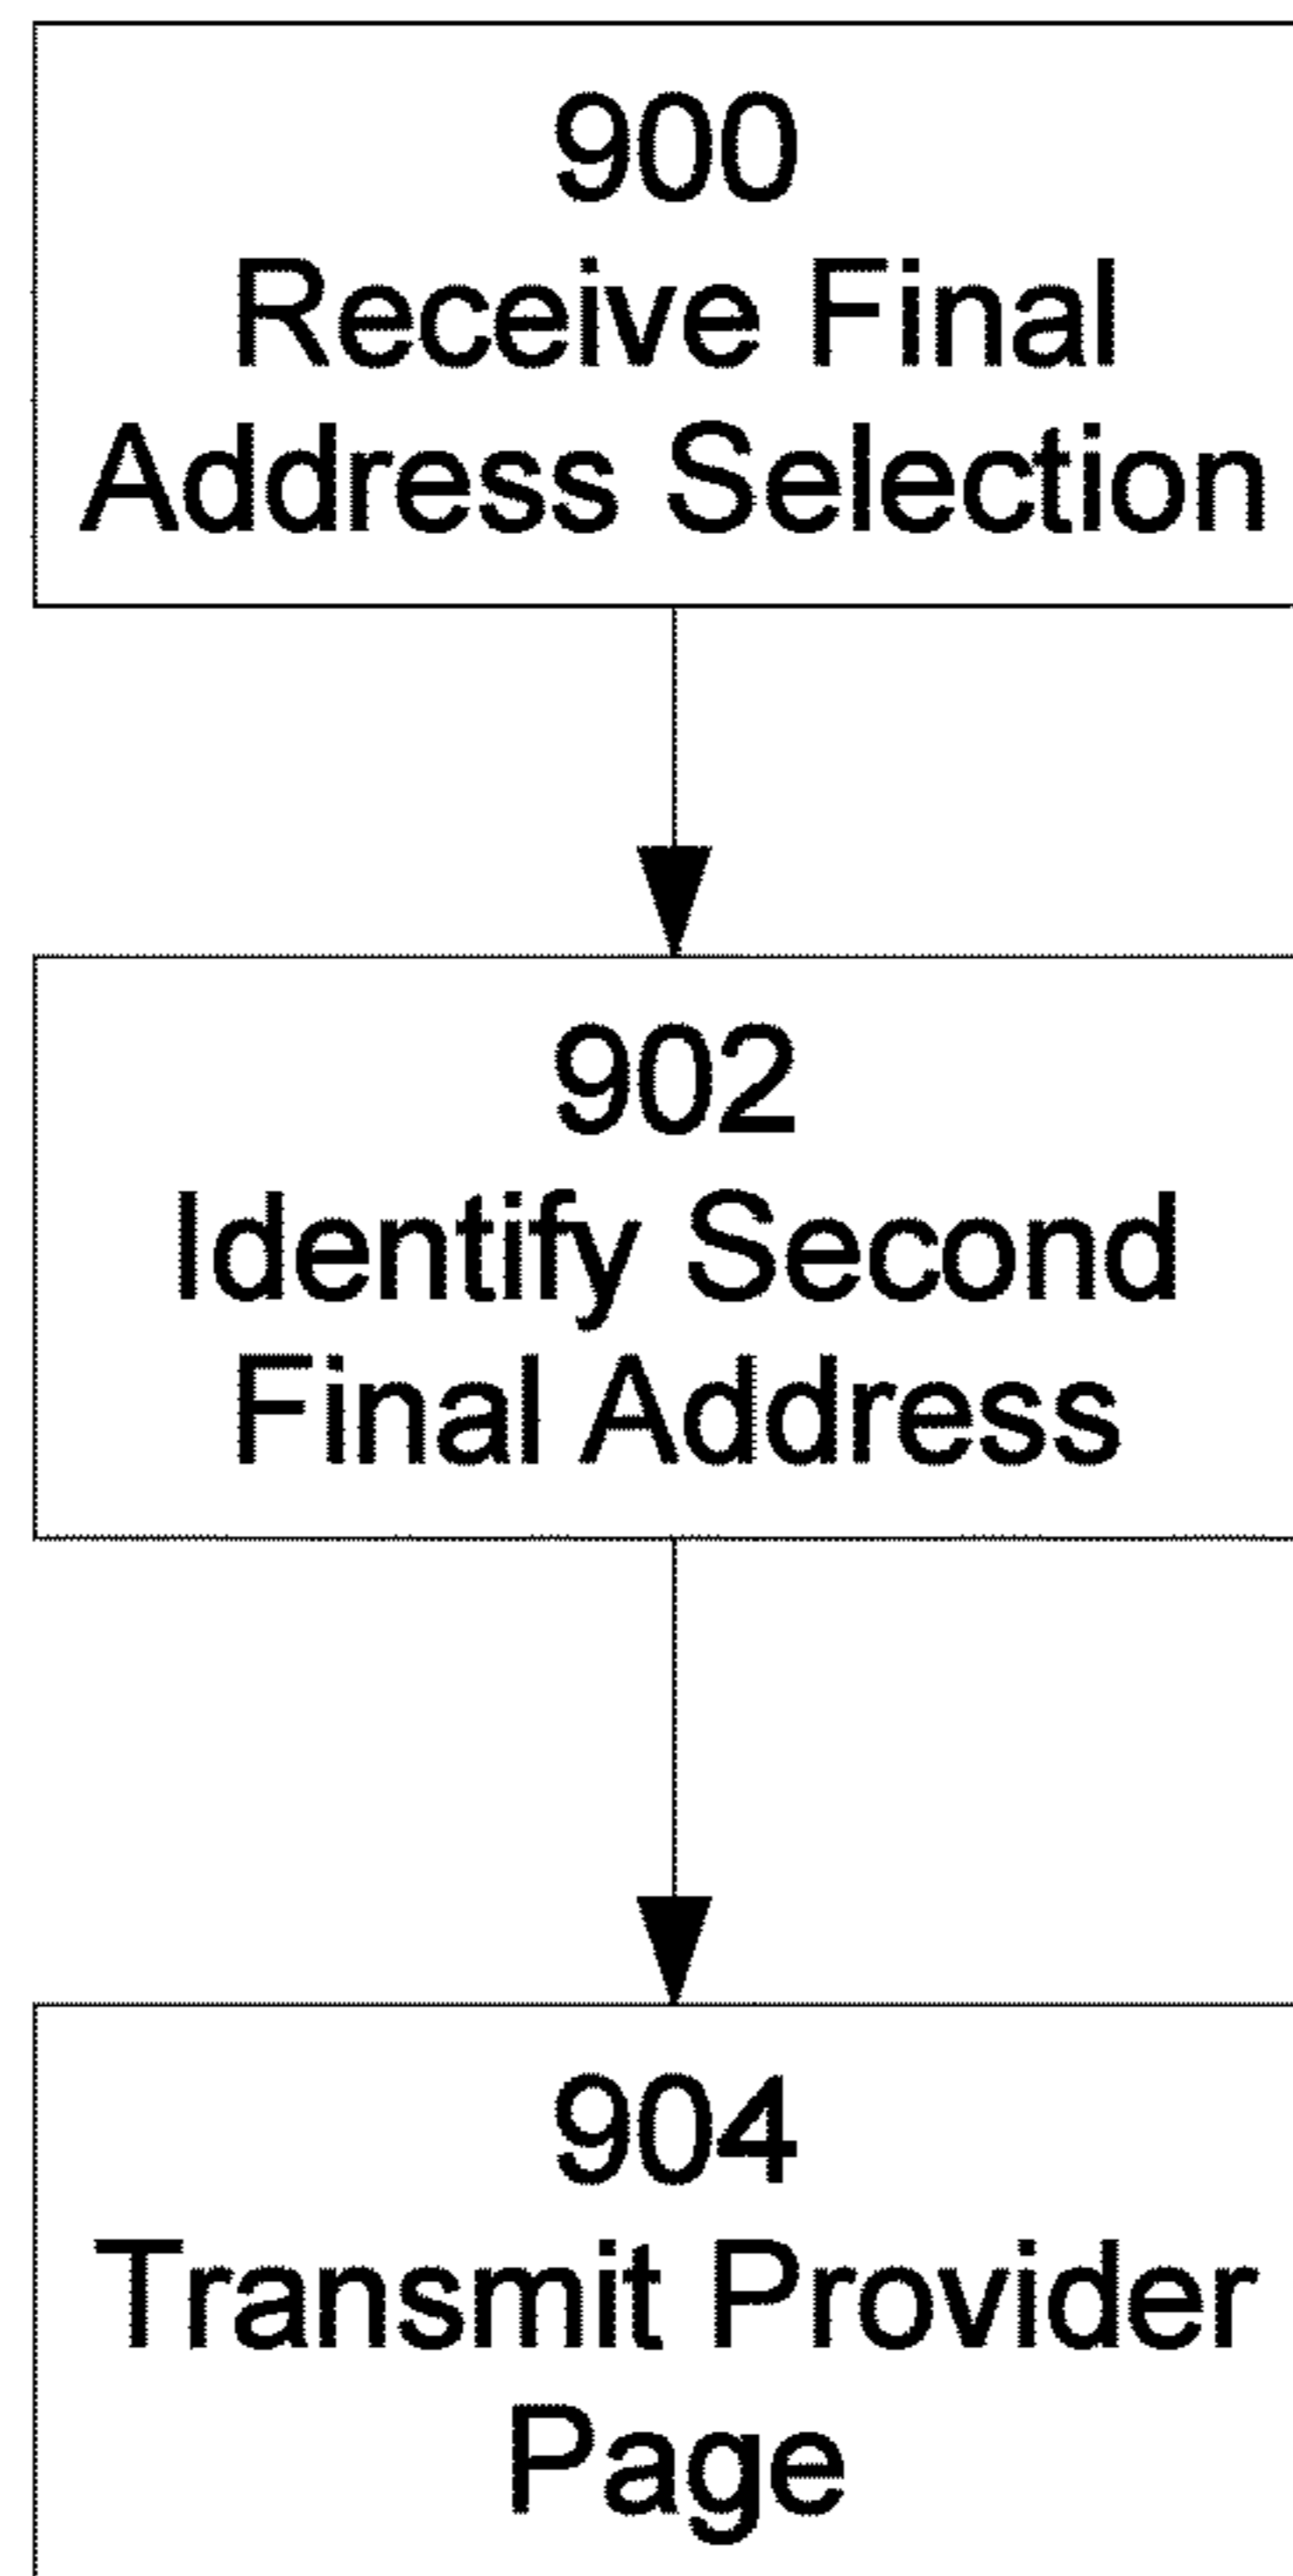 900
Receive Final
Address Selection
902
Identify Second
Final Address
904
Transmit Provider
Page